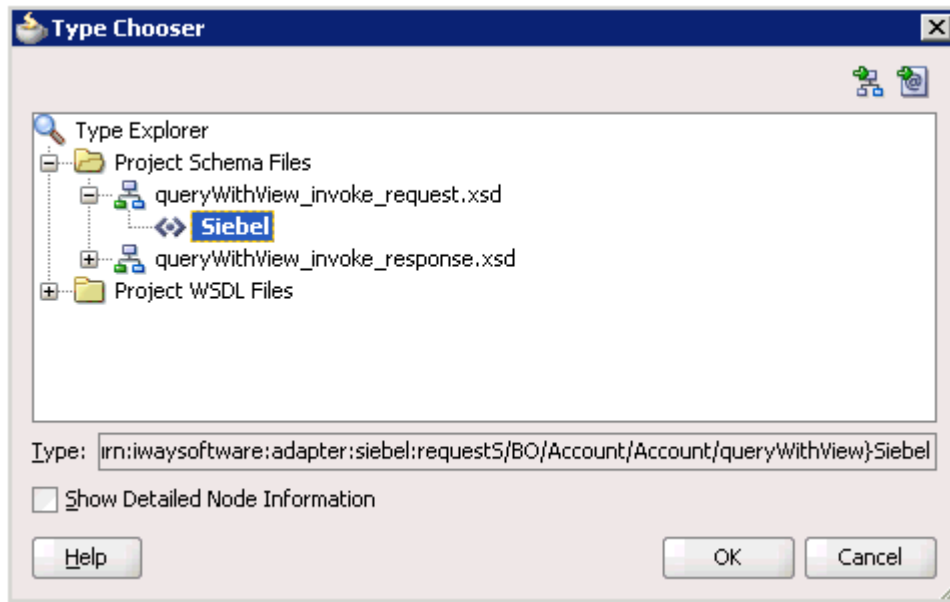 Type Chooser
Type Explorer
Project Schema Files
queryWithView_invoke_request.xsd
Siebel
queryWithView_invoke_response.xsd
Project WSDL Files
Type: urn:iwaysoftware:adapter:siebel:requestS/BO/Account/Account/queryWithView}Siebel
Show Detailed Node Information
Help OK Cancel